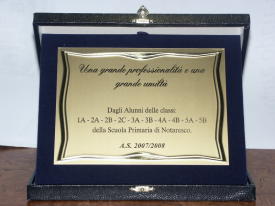 Una grande professionalità e una
grande umiltà
Dagli Alunni delle classi:
1A - 2A - 2B - 2C - 3A - 3B - 4A - 4B - 5A - 5B
della Scuola Primaria di Notaresco.
A.S. 2007/2008